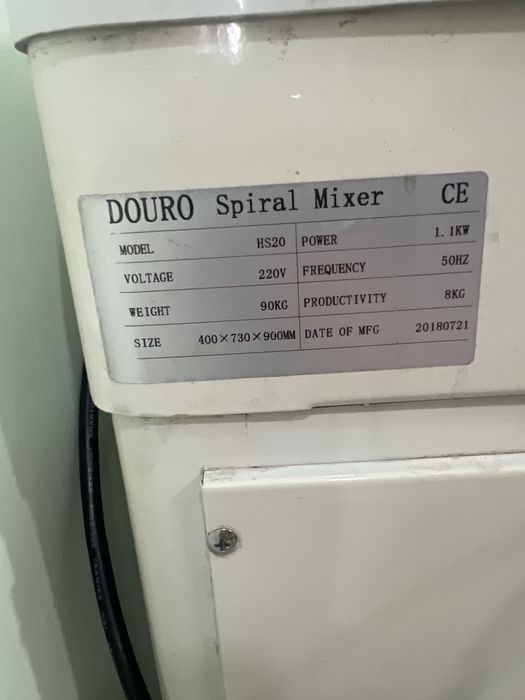 DOURO Spiral Mixer CE
MODEL HS20 POWER 1.1KW
VOLTAGE 220V FREQUENCY 50HZ
WEIGHT 90KG PRODUCTIVITY 8KG
SIZE 400×730×900MM DATE OF MFG 20180721